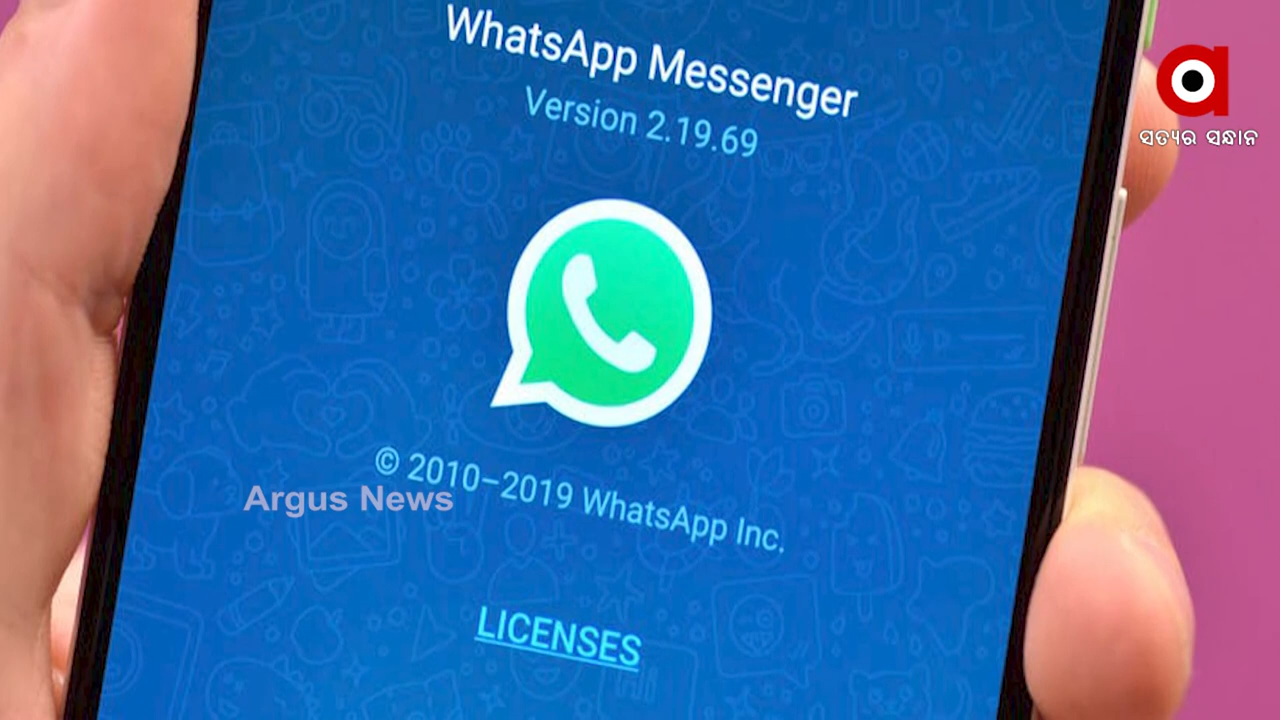 WhatsApp Messenger
Version 2.19.69
ସତ୍ୟର ସନ୍ଧାନ
© 2010–2019 WhatsApp Inc.
Argus News
LICENSES